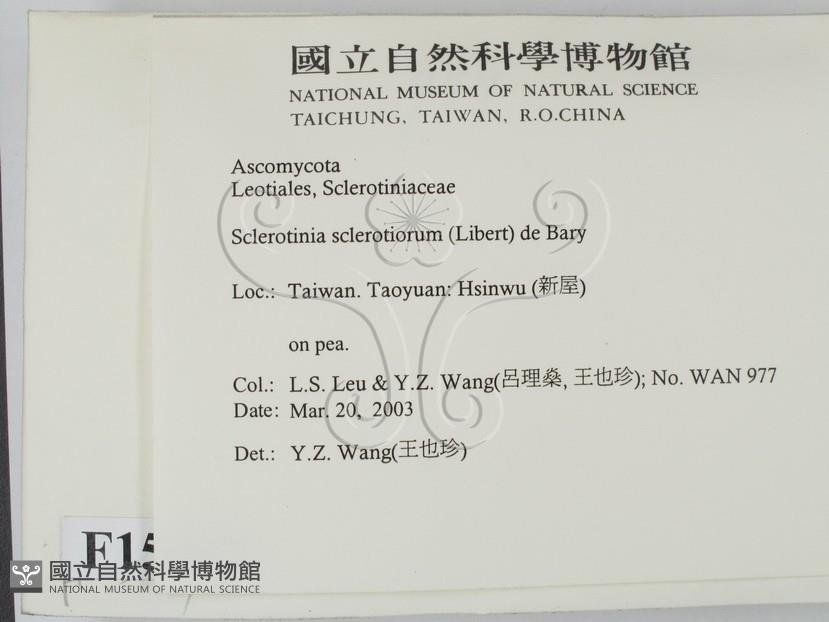 國立自然科學博物館
NATIONAL MUSEUM OF NATURAL SCIENCE
TAICHUNG, TAIWAN, R.O.CHINA
Ascomycota
Leotiales, Sclerotiniaceae
Sclerotinia sclerotiorum (Libert) de Bary
Loc.: Taiwan. Taoyuan: Hsinwu (新屋)
on pea.
Col.: L.S. Leu & Y.Z. Wang(呂理燊, 王也珍); No. WAN 977
Date: Mar. 20, 2003
Det.: Y.Z. Wang(王也珍)
國立自然科學博物館
NATIONAL MUSEUM OF NATURAL SCIENCE